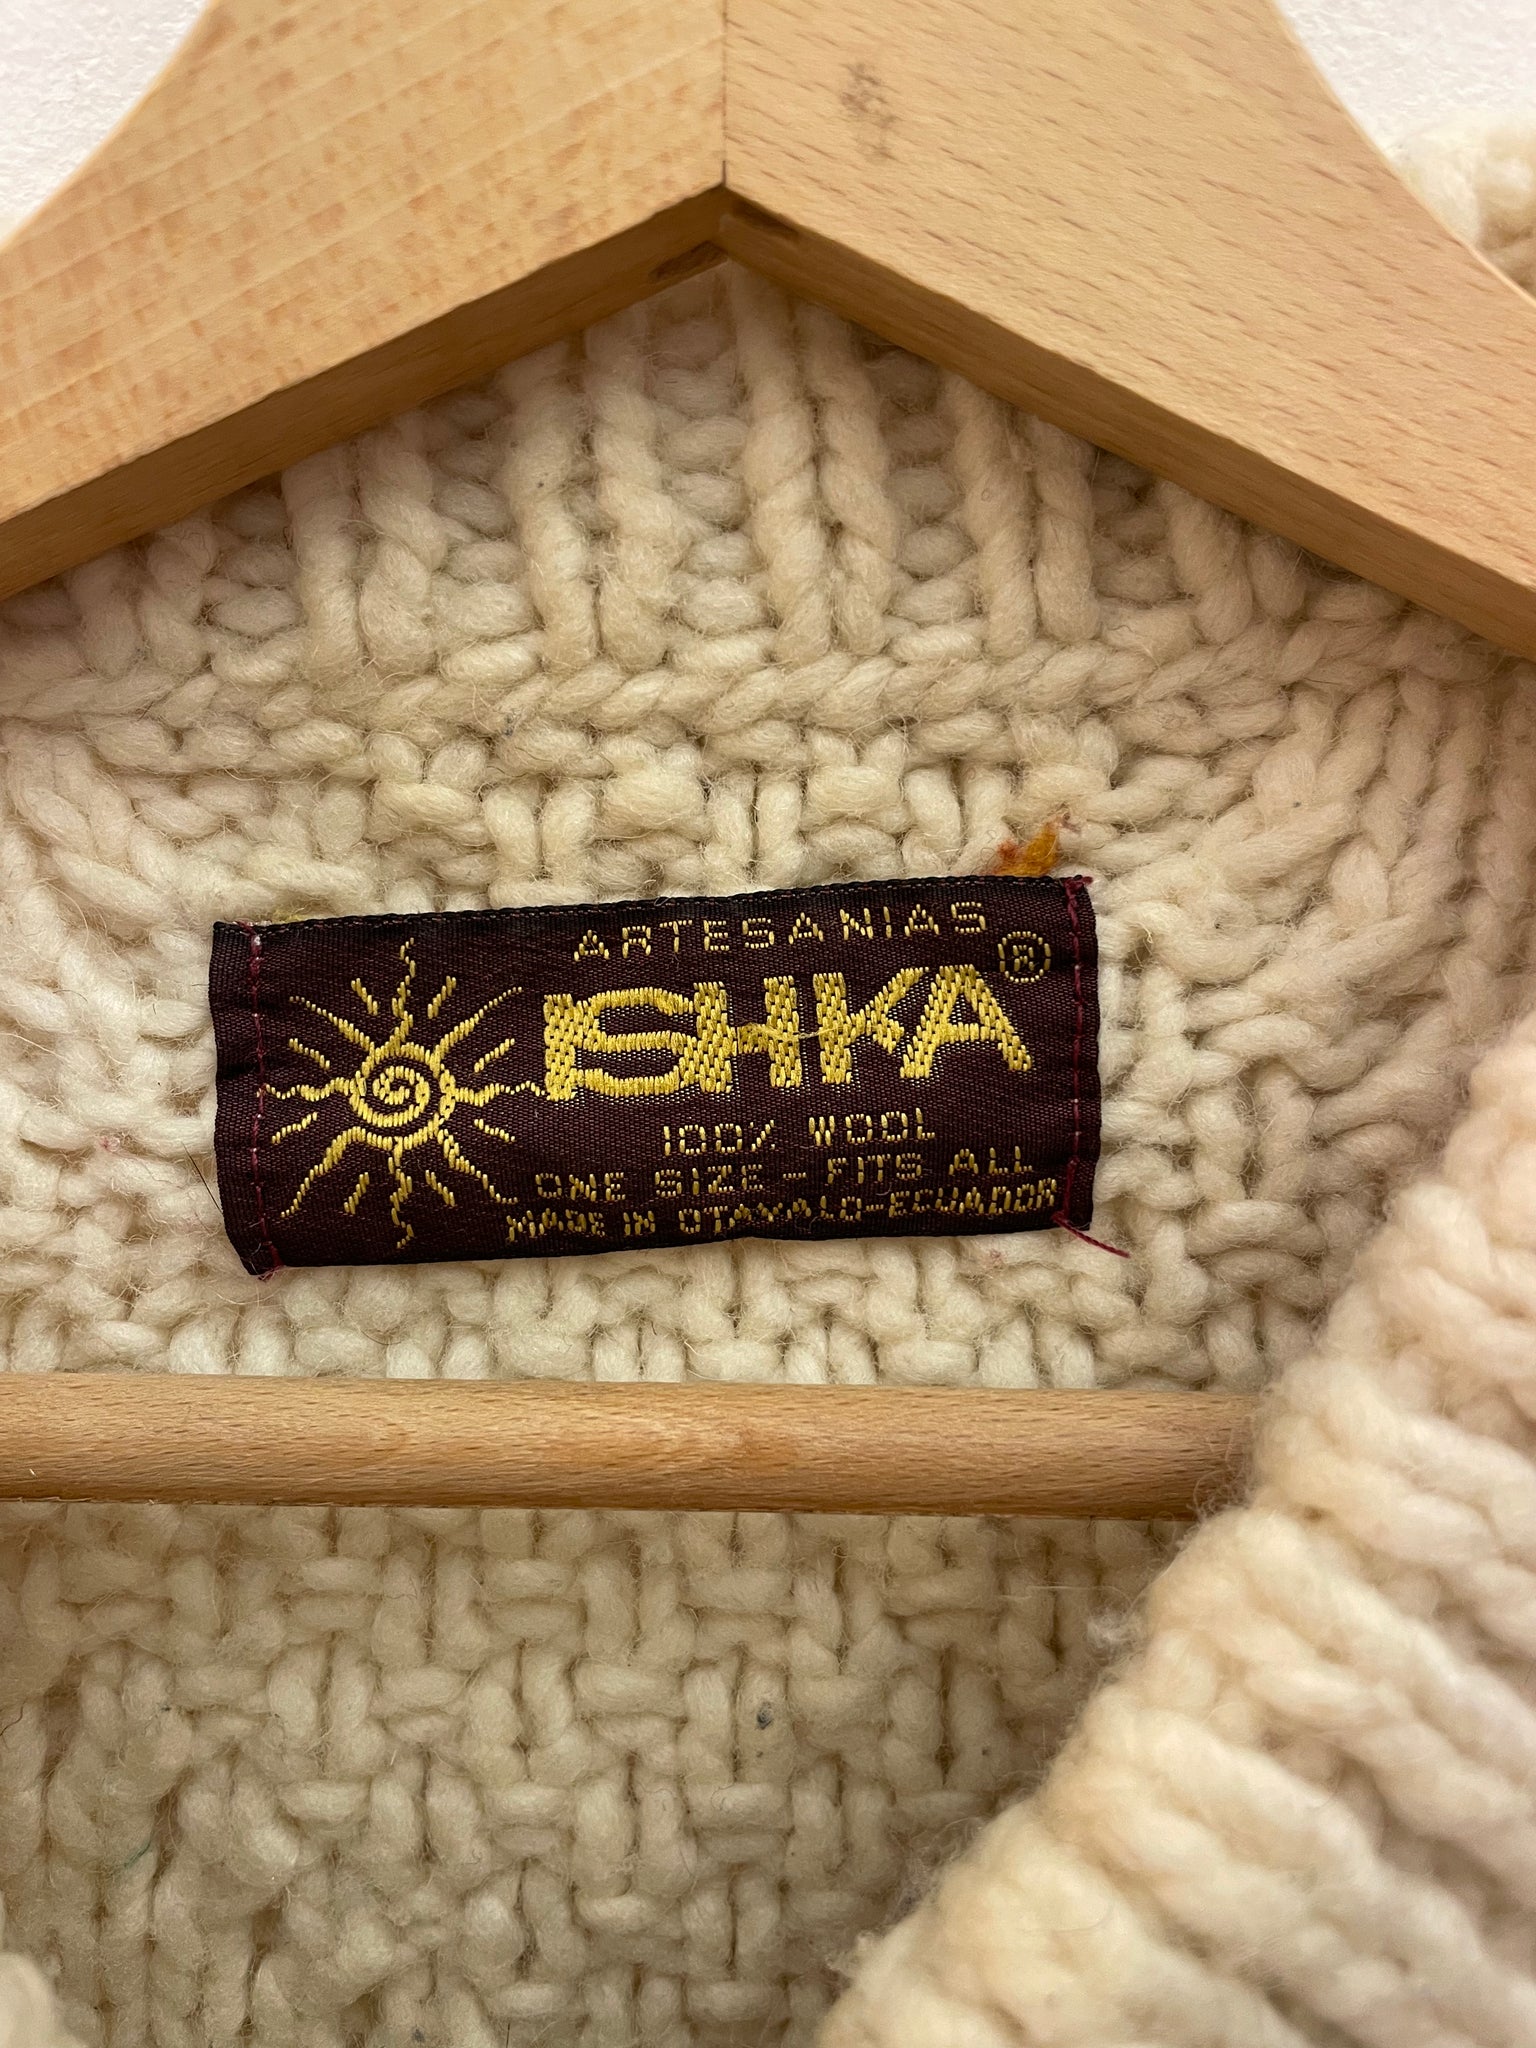 ARTESANIAS
ISHKA ®
100% WOOL
ONE SIZE - FITS ALL
MADE IN OTAVALO-ECUADOR